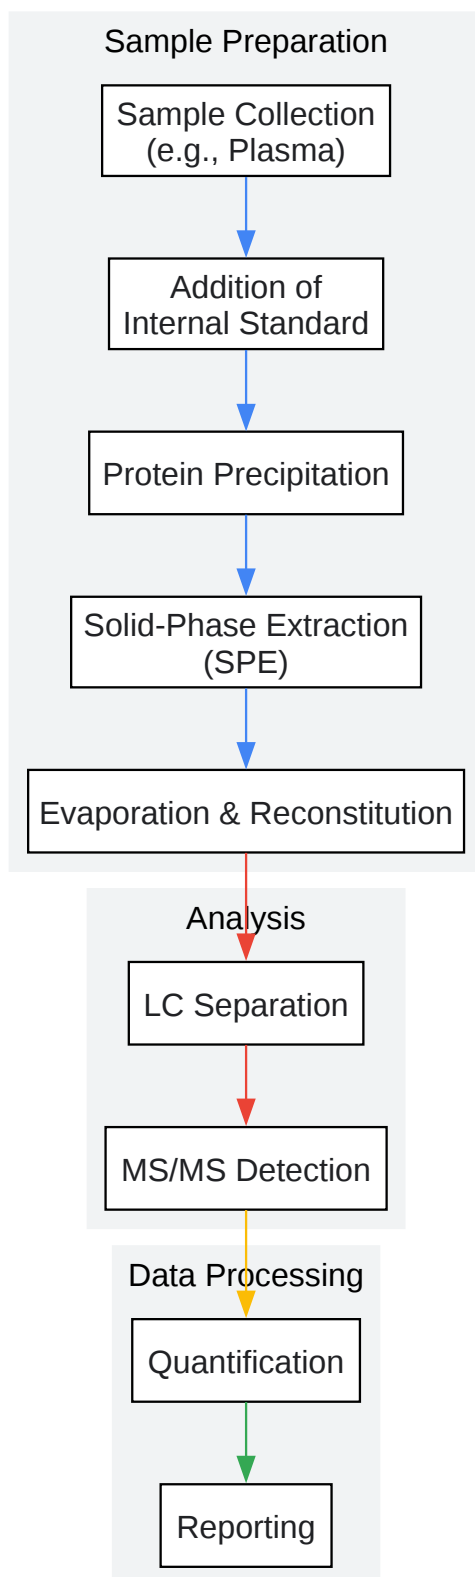 Sample Preparation
Sample Collection
(e.g., Plasma)
Addition of
Internal Standard
Protein Precipitation
Solid-Phase Extraction
(SPE)
Evaporation & Reconstitution
Analysis
LC Separation
MS/MS Detection
Data Processing
Quantification
Reporting